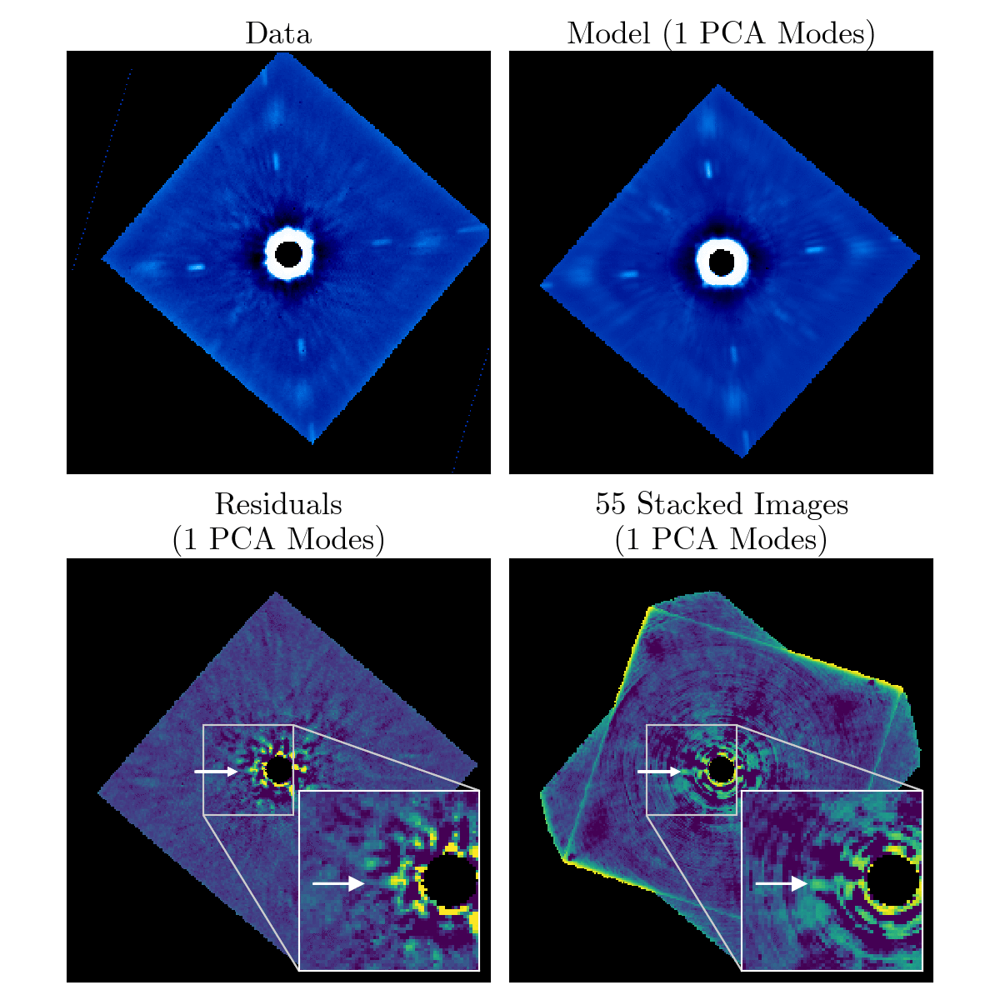 Data
Model (1 PCA Modes)
Residuals
(1 PCA Modes)
55 Stacked Images
(1 PCA Modes)